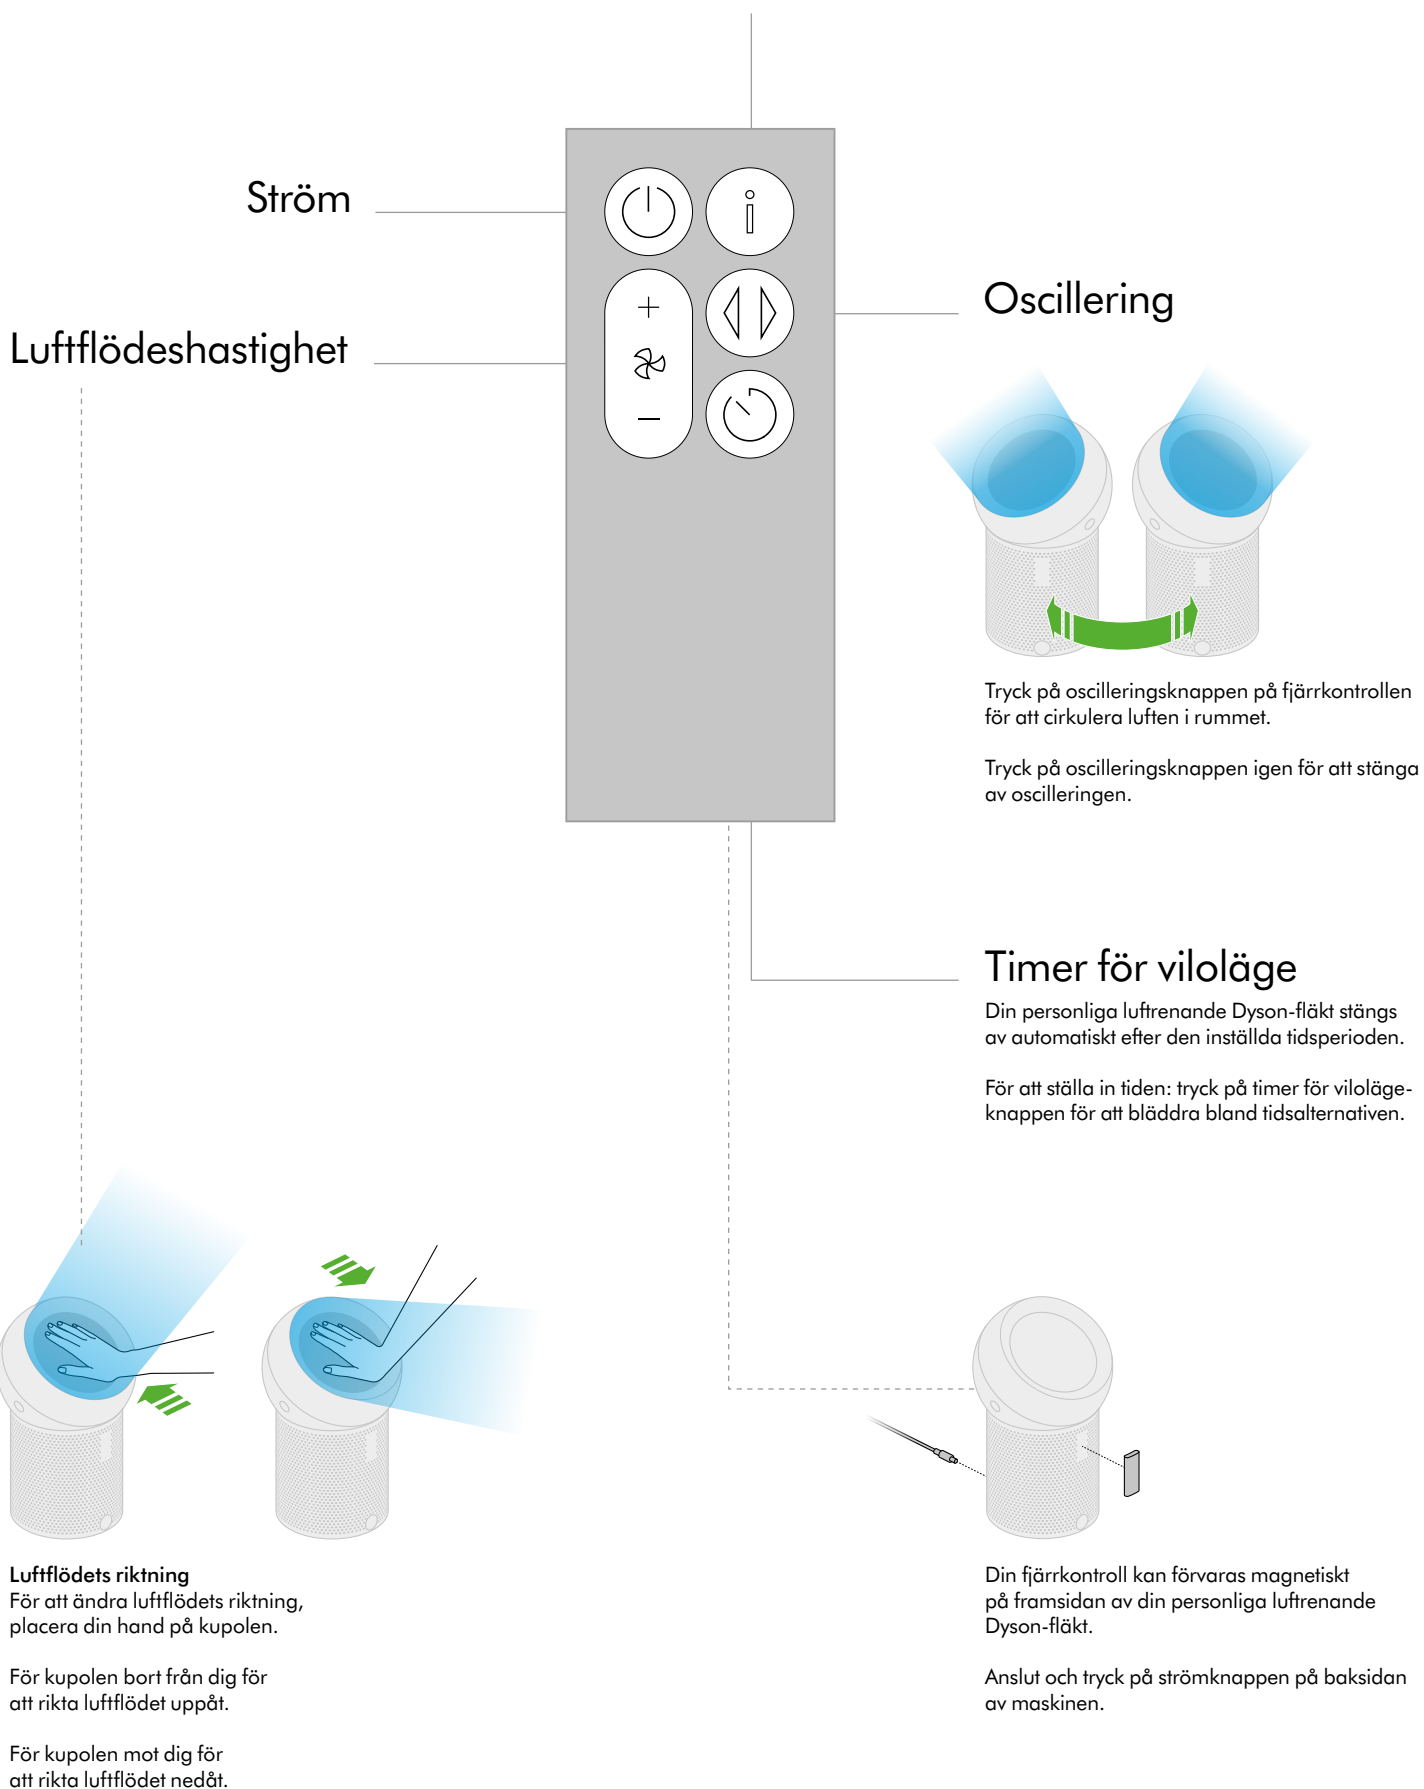 Ström
Luftflödeshastighet
Oscillering
Tryck på oscilleringsknappen på fjärrkontrollen
för att cirkulera luften i rummet.
Tryck på oscilleringsknappen igen för att stänga
av oscilleringen.
Timer för viloläge
Din personliga luftrenande Dyson-fläkt stängs
av automatiskt efter den inställda tidsperioden.
För att ställa in tiden: tryck på timer för viloläge-
knappen för att bläddra bland tidsalternativen.
Luftflödets riktning
För att ändra luftflödets riktning,
placera din hand på kupolen.
För kupolen bort från dig för
att rikta luftflödet uppåt.
För kupolen mot dig för
att rikta luftflödet nedåt.
Din fjärrkontroll kan förvaras magnetiskt
på framsidan av din personliga luftrenande
Dyson-fläkt.
Anslut och tryck på strömknappen på baksidan
av maskinen.